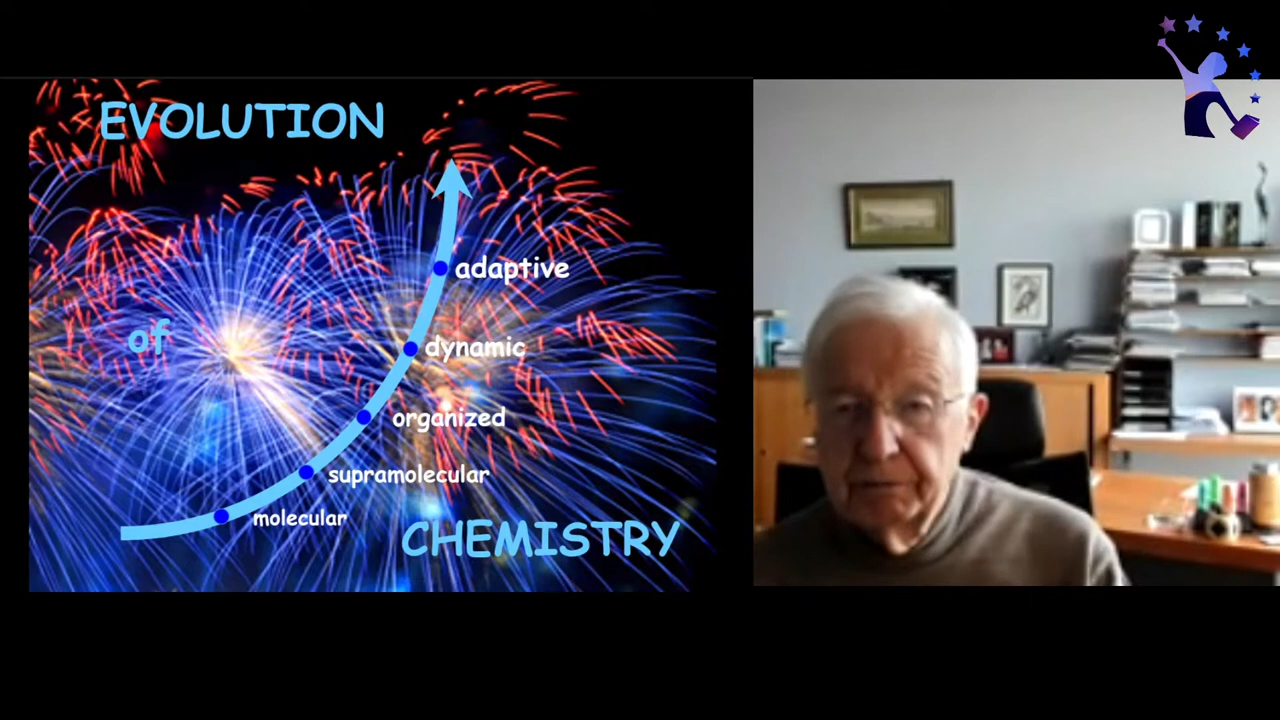 EVOLUTION
of
CHEMISTRY
adaptive
dynamic
organized
supramolecular
molecular